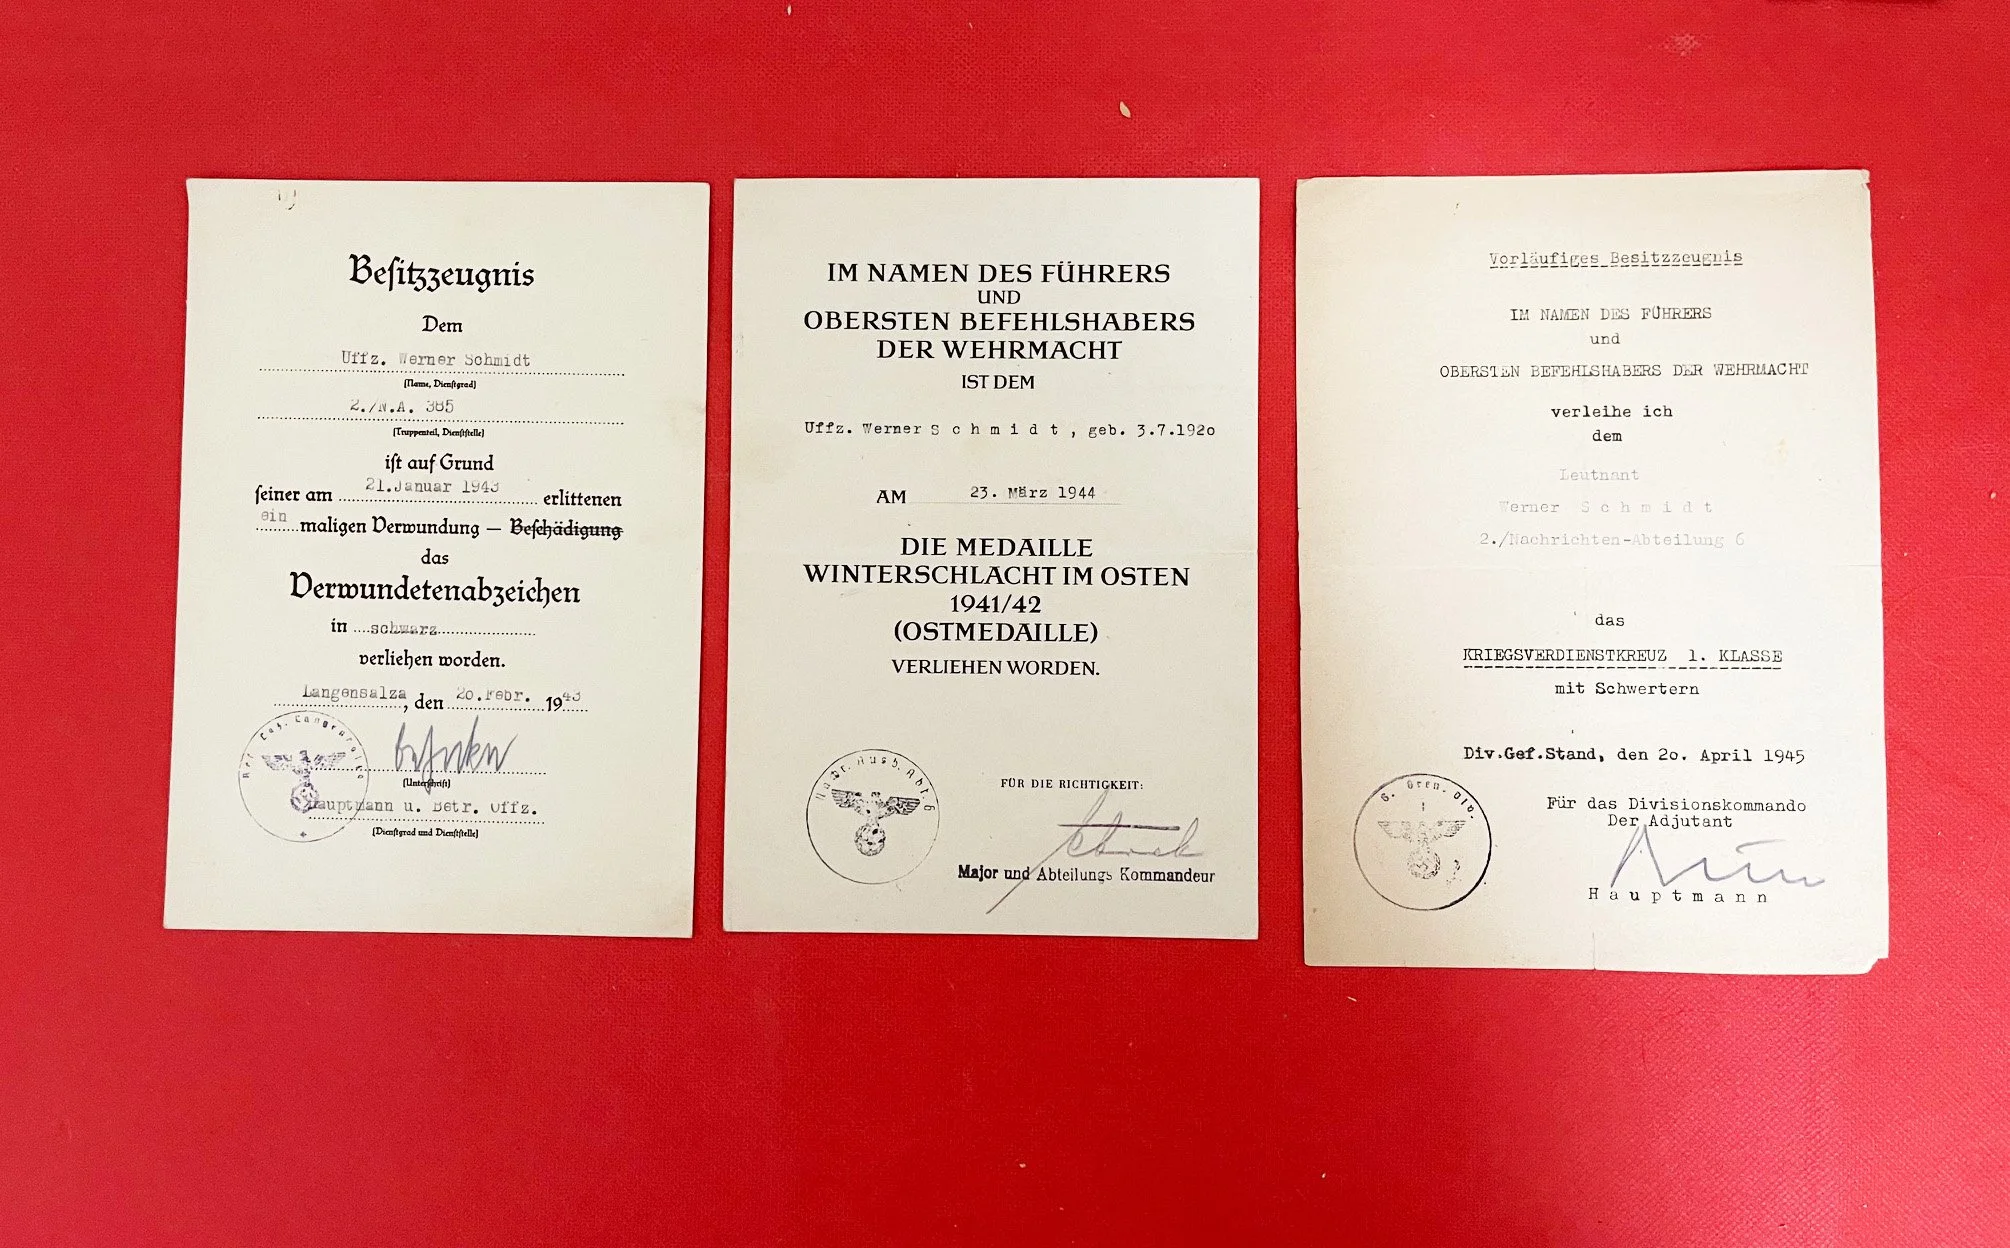 Besitzzeugnis
Dem
Uffz. Werner Schmidt
(Name, Dienstgrad)
2./N.A. 385
(Truppenteil, Dienststelle)
ist auf Grund
seiner am 21.Januar 1943 erlittenen
ein maligen Verwundung – Beschädigung
das
Verwundetenabzeichen
in schwarz
verliehen worden.
Langensalza, den 20.Febr. 1943
(Unterschrift)
Hauptmann u. Betr. Offz.
(Dienstgrad und Dienststelle)
IM NAMEN DES FÜHRERS
UND
OBERSTEN BEFEHLSHABERS
DER WEHRMACHT
IST DEM
Uffz. Werner S c h m i d t , geb. 3.7.1920
AM 23. März 1944
DIE MEDAILLE
WINTERSCHLACHT IM OSTEN
1941/42
(OSTMEDAILLE)
VERLIEHEN WORDEN.
FÜR DIE RICHTIGKEIT:
Major und Abteilungs Kommandeur
Vorläufiges Besitzzeugnis
IM NAMEN DES FÜHRERS
und
OBERSTEN BEFEHLSHABERS DER WEHRMACHT
verleihe ich
dem
Leutnant
Werner S c h m i d t
2./Nachrichten-Abteilung 6
das
KRIEGSVERDIENSTKREUZ 1. KLASSE
mit Schwertern
Div.Gef.Stand, den 20. April 1945
6. Gren. Div.
Für das Divisionskommando
Der Adjutant
H a u p t m a n n